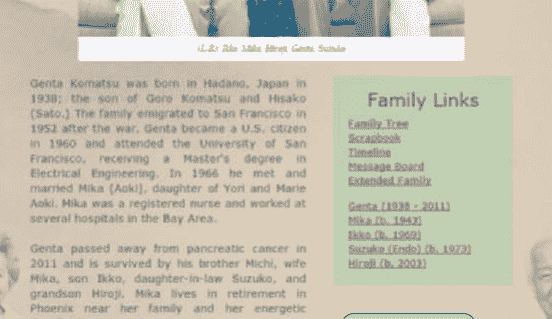 (L-R) Ikko Mika Hiroji Genta Suzuko
Genta Komatsu was born in Hadano, Japan in
1938; the son of Goro Komatsu and Hisako
(Sato.) The family emigrated to San Francisco in
1952 after the war. Genta became a U.S. citizen
in 1960 and attended the University of San
Francisco, receiving a Master's degree in
Electrical Engineering. In 1966 he met and
married Mika (Aoki), daughter of Yori and Marie
Aoki. Mika was a registered nurse and worked at
several hospitals in the Bay Area.
Genta passed away from pancreatic cancer in
2011 and is survived by his brother Michi, wife
Mika, son Ikko, daughter-in-law Suzuko, and
grandson Hiroji. Mika lives in retirement in
Phoenix near her family and her energetic
Family Links
Family Tree
Scrapbook
Timeline
Message Board
Extended Family
Genta (1938 - 2011)
Mika (b. 1943)
Ikko (b. 1969)
Suzuko (Endo) (b. 1973)
Hiroji (b. 2003)